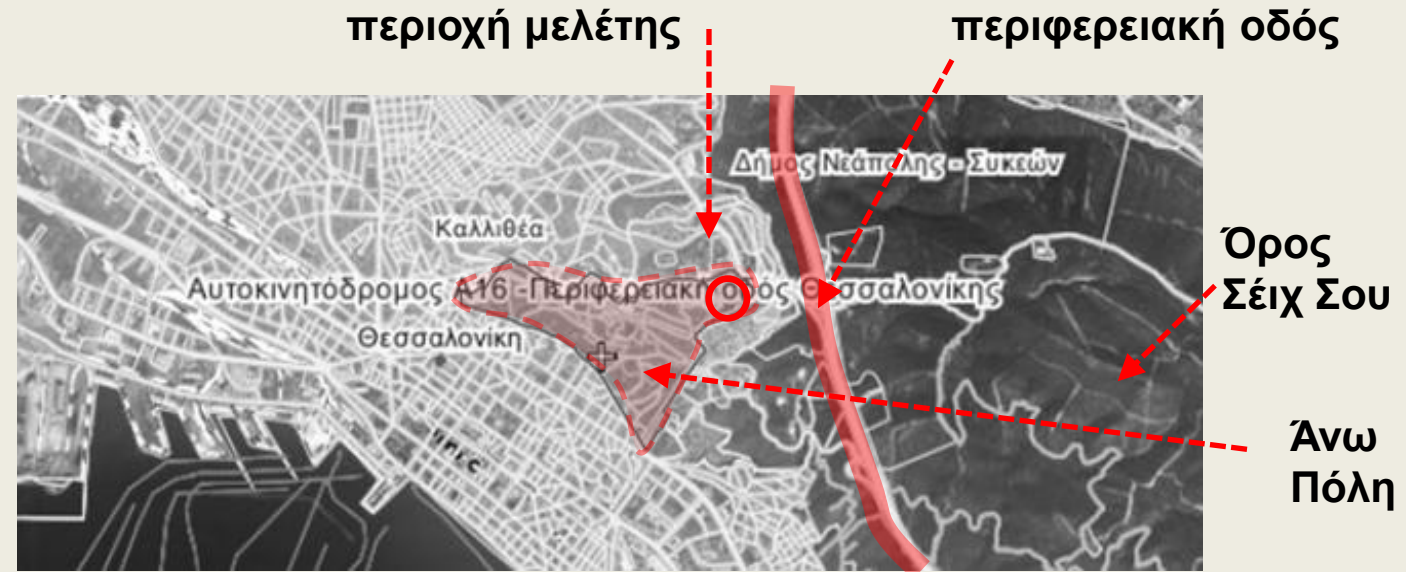 περιοχή μελέτης
περιφερειακή οδός
Δήμος Νεάπολης - Συκεών
Καλλιθέα
Αυτοκινητόδρομος Α16 -Περιφερειακή οδός Θεσσαλονίκης
Θεσσαλονίκη
Όρος
Σέιχ Σου
Άνω
Πόλη